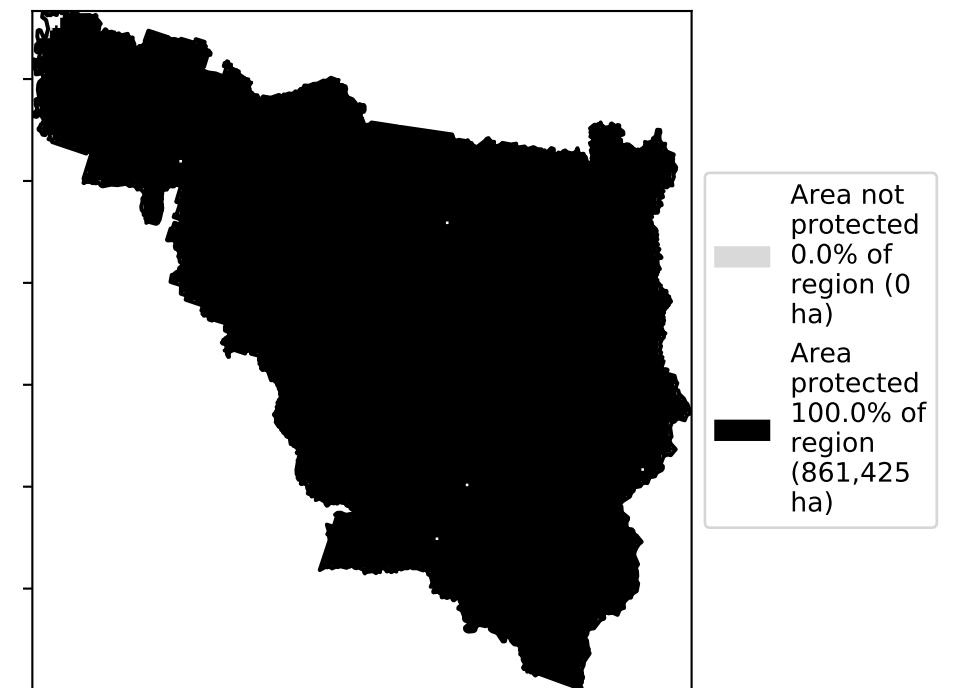 Area not
protected
0.0% of
region (0
ha)
Area
protected
100.0% of
region
(861,425
ha)